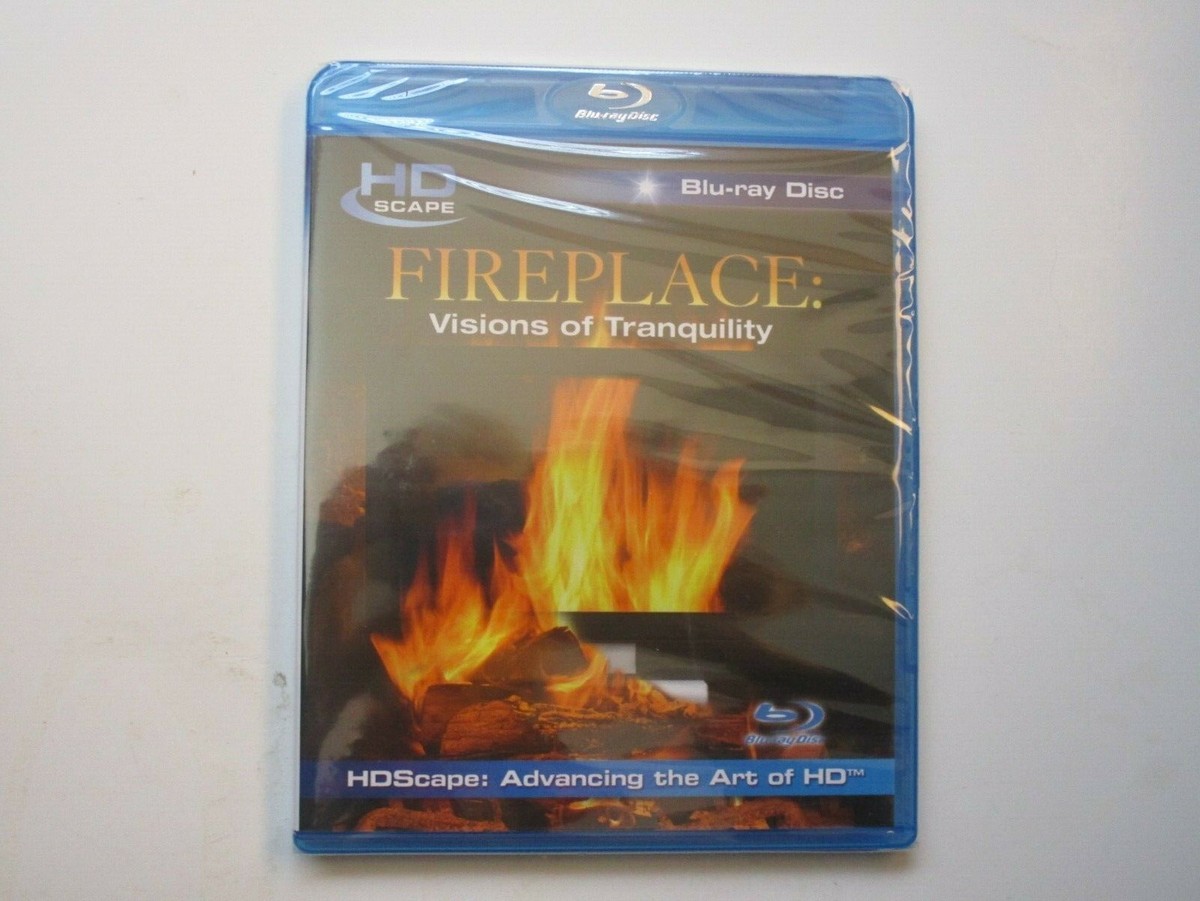 Blu-ray Disc
HD
SCAPE
Blu-ray Disc
FIREPLACE:
Visions of Tranquility
Blu-ray Disc
HDScape: Advancing the Art of HD™